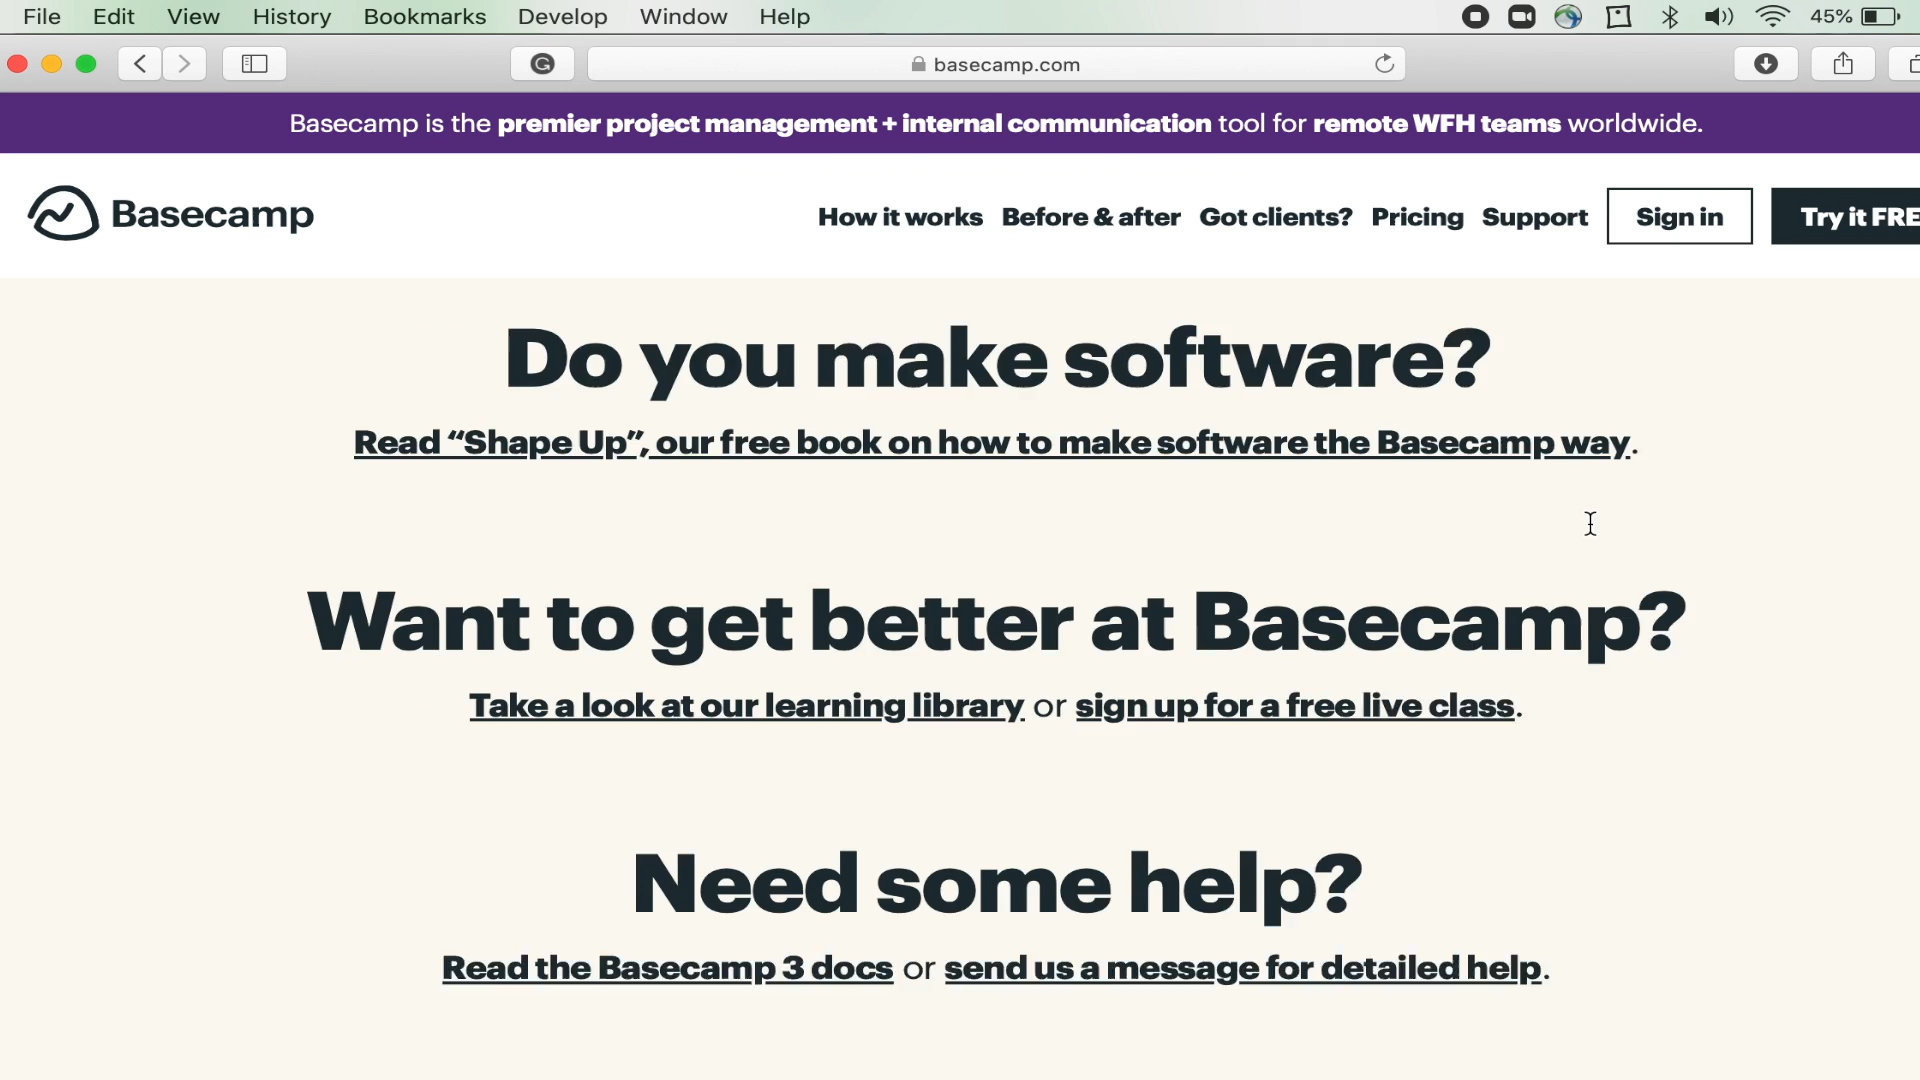 File Edit View History Bookmarks Develop Window Help 45%
basecamp.com
Basecamp is the premier project management + internal communication tool for remote WFH teams worldwide.
Basecamp How it works Before & after Got clients? Pricing Support Sign in Try it FRE
Do you make software?
Read “Shape Up”, our free book on how to make software the Basecamp way.
Want to get better at Basecamp?
Take a look at our learning library or sign up for a free live class.
Need some help?
Read the Basecamp 3 docs or send us a message for detailed help.